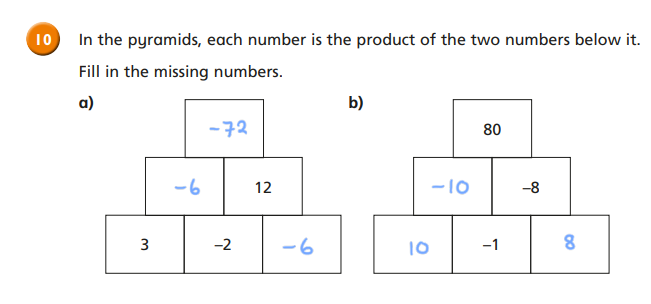 10 In the pyramids, each number is the product of the two numbers below it.
Fill in the missing numbers.
a) b)
-72 80
-6 12 -10 -8
3 -2 -6 10 -1 8